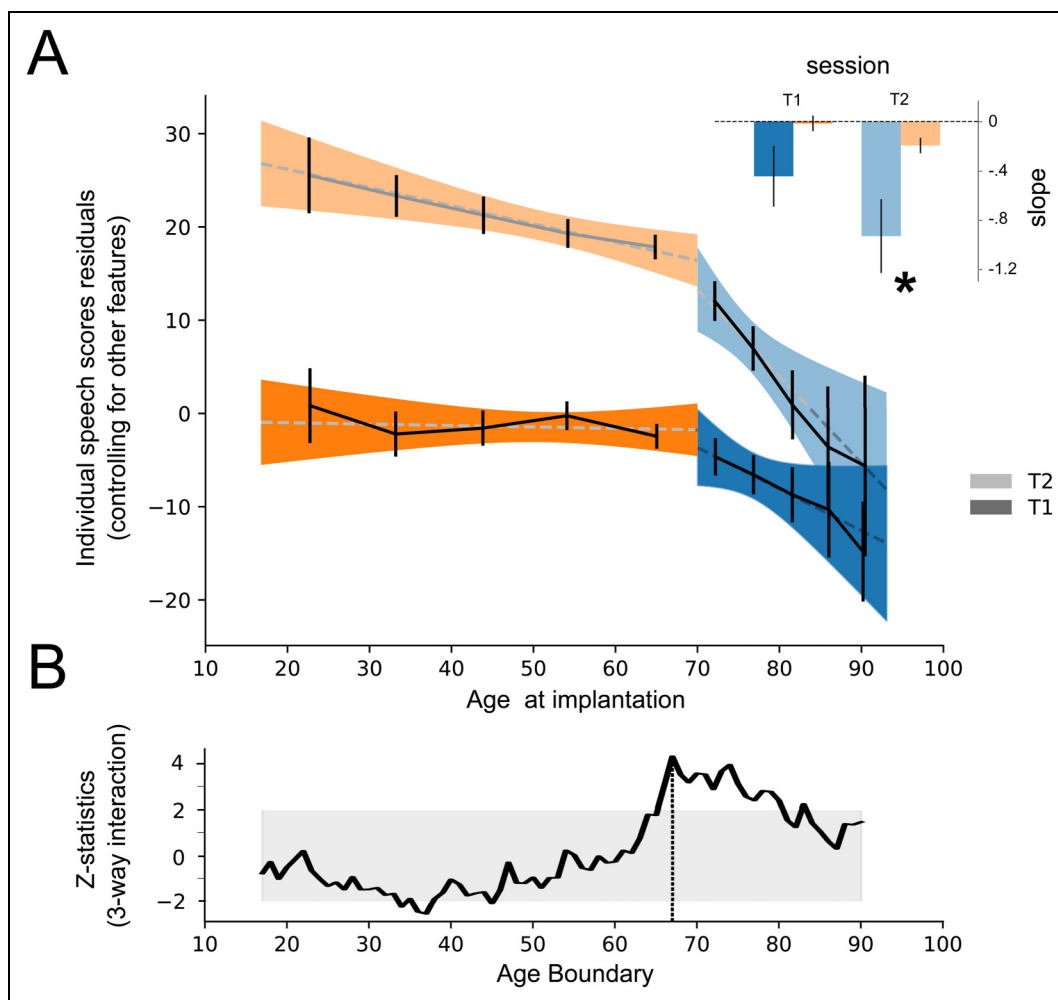 A
session
T1 T2
0
-.4
-.8
-1.2
slope
*
30
20
10
0
−10
−20
Individual speech scores residuals
(controlling for other features)
T2
T1
10 20 30 40 50 60 70 80 90 100
Age at implantation
B
4
2
0
−2
Z-statistics
(3-way interaction)
10 20 30 40 50 60 70 80 90 100
Age Boundary